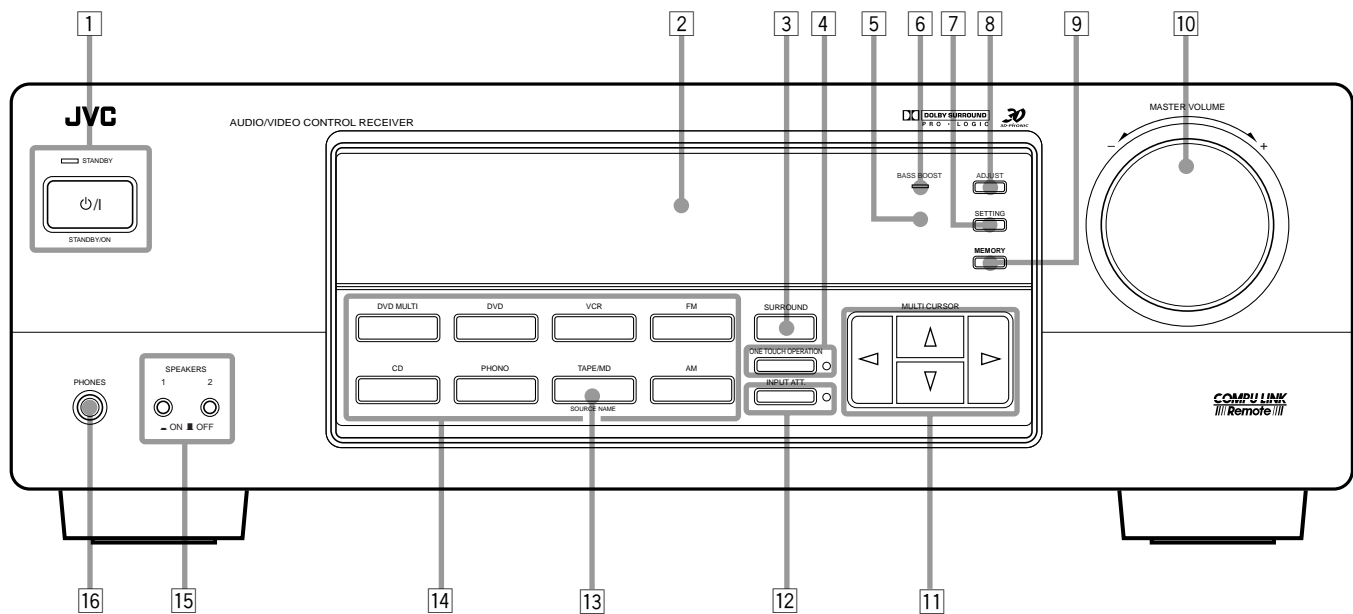 1 2 3 4 5 6 7 8 9 10
JVC
AUDIO/VIDEO CONTROL RECEIVER
DOLBY SURROUND
PRO · LOGIC
3D
3D-PHONIC
MASTER VOLUME
– +
STANDBY
⏻/I
STANDBY/ON
BASS BOOST
ADJUST
SETTING
MEMORY
DVD MULTI DVD VCR FM
SURROUND
MULTI CURSOR
ONE TOUCH OPERATION
CD PHONO TAPE/MD AM
INPUT ATT.
SOURCE NAME
PHONES
SPEAKERS
1 2
ON OFF
COMPU LINK
Remote
16 15 14 13 12 11